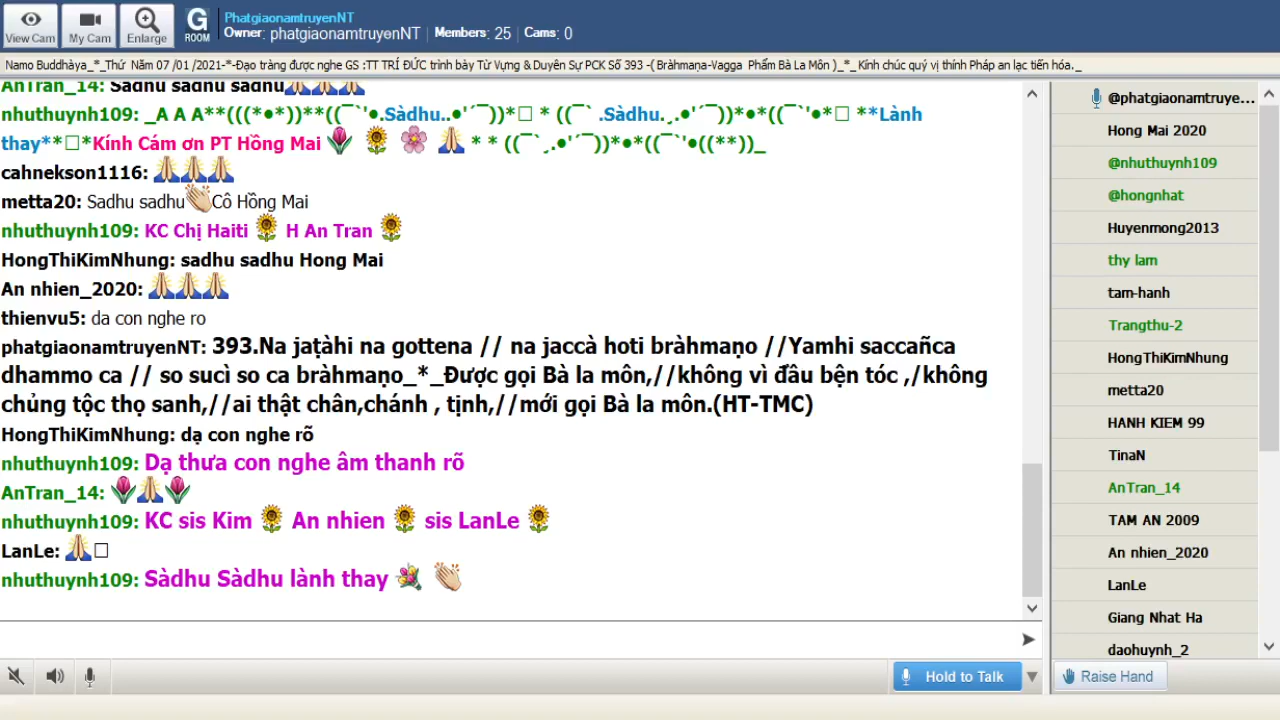 View Cam
My Cam
Enlarge
G
ROOM
PhatgiaonamtruyenNT
Owner: phatgiaonamtruyenNT | Members: 25 | Cams: 0
Namo Buddhàya_*_Thứ Năm 07 /01 /2021-*-Đạo tràng được nghe GS :TT TRÍ ĐỨC trình bày Từ Vựng & Duyên Sự PCK Số 393 -( Bràhmaṇa-Vagga Phẩm Bà La Môn )_*_ Kính chúc quý vị thính Pháp an lạc tiến hóa._
AnTran_14: Sadhu sadhu sadhu🙏🙏🙏
nhuthuynh109: _A A A**(((*•*))**((¯`'•.Sàdhu..•'´¯))*□ * ((¯` .Sàdhu.¸.•'´¯))*•*((¯`'•*□ **Lành
thay**□*Kính Cám ơn PT Hồng Mai 🌷 🌻 🌸 🙏 * * ((¯`¸.•'´¯))*•*((¯`'•((**))_
cahnekson1116: 🙏🙏🙏
metta20: Sadhu sadhu👏Cô Hồng Mai
nhuthuynh109: KC Chị Haiti 🌻 H An Tran 🌻
HongThiKimNhung: sadhu sadhu Hong Mai
An nhien_2020: 🙏🙏🙏
thienvu5: da con nghe ro
phatgiaonamtruyenNT: 393.Na jaṭàhi na gottena // na jaccà hoti bràhmaṇo //Yamhi saccañca
dhammo ca // so sucì so ca bràhmaṇo_*_Được gọi Bà la môn,//không vì đâu bện tóc ,/không
chủng tộc thọ sanh,//ai thật chân,chánh , tịnh,//mới gọi Bà la môn.(HT-TMC)
HongThiKimNhung: dạ con nghe rõ
nhuthuynh109: Dạ thưa con nghe âm thanh rõ
AnTran_14: 🌷🙏🌷
nhuthuynh109: KC sis Kim 🌻 An nhien 🌻 sis LanLe 🌻
LanLe: 🙏□
nhuthuynh109: Sàdhu Sàdhu lành thay 💐 👏
Hold to Talk
@phatgiaonamtruye...
Hong Mai 2020
@nhuthuynh109
@hongnhat
Huyenmong2013
thy lam
tam-hanh
Trangthu-2
HongThiKimNhung
metta20
HANH KIEM 99
TinaN
AnTran_14
TAM AN 2009
An nhien_2020
LanLe
Giang Nhat Ha
daohuynh_2
Raise Hand